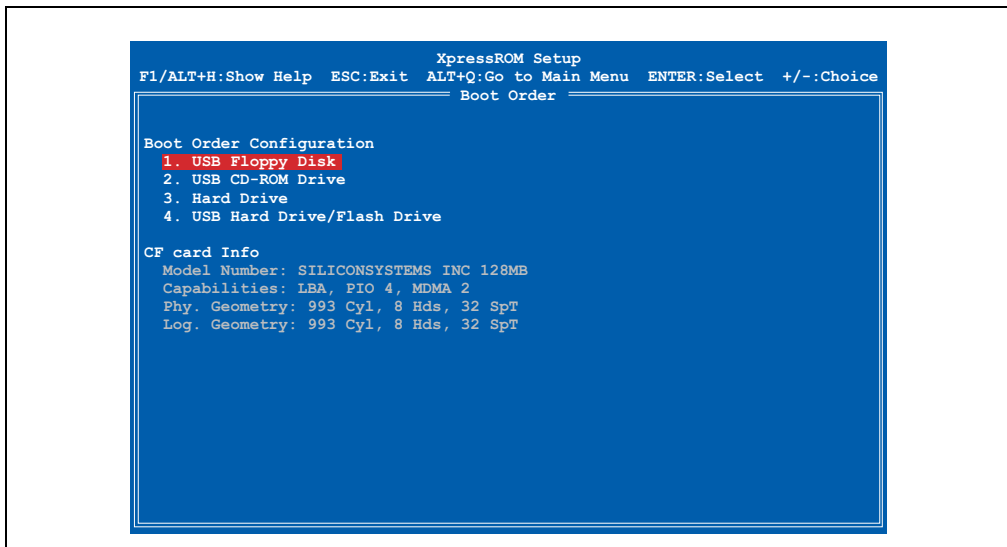 XpressROM Setup
F1/ALT+H:Show Help ESC:Exit ALT+Q:Go to Main Menu ENTER:Select +/-:Choice
Boot Order
Boot Order Configuration
1. USB Floppy Disk
2. USB CD-ROM Drive
3. Hard Drive
4. USB Hard Drive/Flash Drive
CF card Info
Model Number: SILICONSYSTEMS INC 128MB
Capabilities: LBA, PIO 4, MDMA 2
Phy. Geometry: 993 Cyl, 8 Hds, 32 SpT
Log. Geometry: 993 Cyl, 8 Hds, 32 SpT